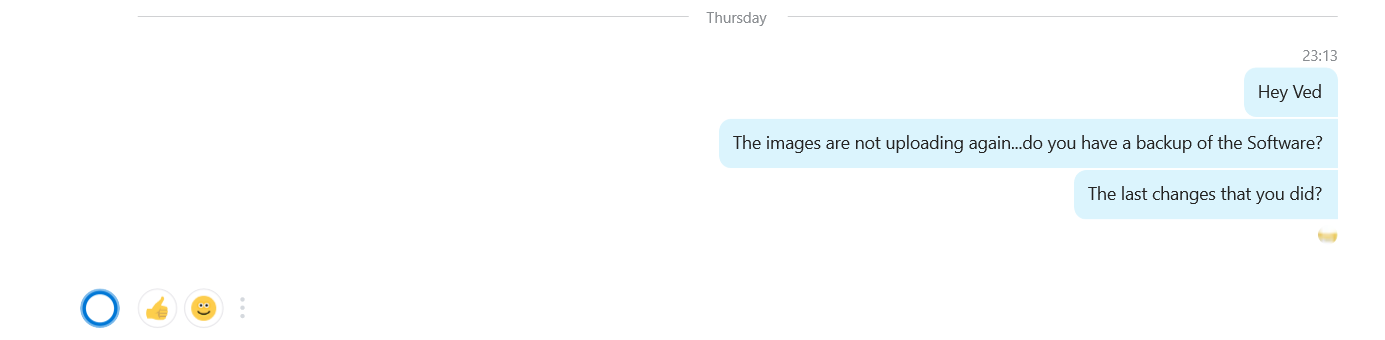 Thursday
23:13
Hey Ved
The images are not uploading again...do you have a backup of the Software?
The last changes that you did?